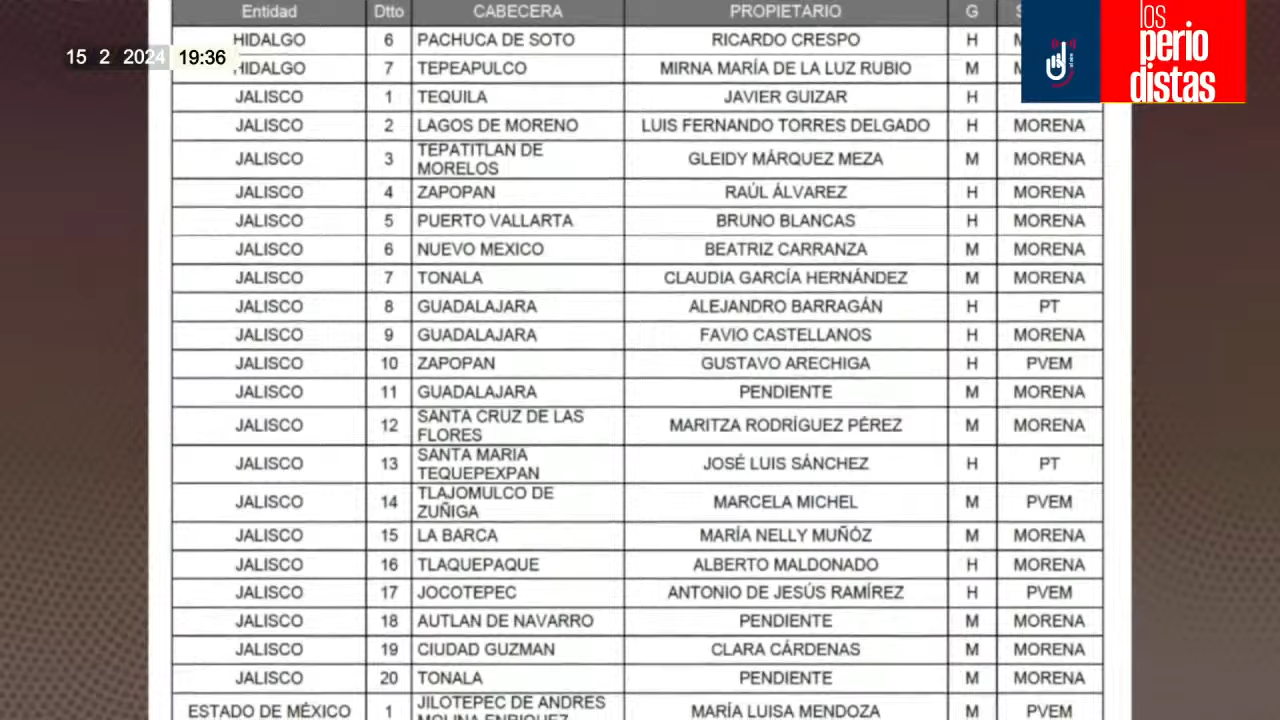 Entidad Dtto CABECERA PROPIETARIO G
HIDALGO 6 PACHUCA DE SOTO RICARDO CRESPO H
15 2 2024 19:36
HIDALGO 7 TEPEAPULCO MIRNA MARÍA DE LA LUZ RUBIO M
los
perio
distas
JALISCO 1 TEQUILA JAVIER GUIZAR H
JALISCO 2 LAGOS DE MORENO LUIS FERNANDO TORRES DELGADO H MORENA
JALISCO 3 TEPATITLAN DE
MORELOS GLEIDY MÁRQUEZ MEZA M MORENA
JALISCO 4 ZAPOPAN RAÚL ÁLVAREZ H MORENA
JALISCO 5 PUERTO VALLARTA BRUNO BLANCAS H MORENA
JALISCO 6 NUEVO MEXICO BEATRIZ CARRANZA M MORENA
JALISCO 7 TONALA CLAUDIA GARCÍA HERNÁNDEZ M MORENA
JALISCO 8 GUADALAJARA ALEJANDRO BARRAGÁN H PT
JALISCO 9 GUADALAJARA FAVIO CASTELLANOS H MORENA
JALISCO 10 ZAPOPAN GUSTAVO ARECHIGA H PVEM
JALISCO 11 GUADALAJARA PENDIENTE M MORENA
JALISCO 12 SANTA CRUZ DE LAS
FLORES MARITZA RODRÍGUEZ PÉREZ M MORENA
JALISCO 13 SANTA MARIA
TEQUEPEXPAN JOSÉ LUIS SÁNCHEZ H PT
JALISCO 14 TLAJOMULCO DE
ZUÑIGA MARCELA MICHEL M PVEM
JALISCO 15 LA BARCA MARÍA NELLY MUÑÓZ M MORENA
JALISCO 16 TLAQUEPAQUE ALBERTO MALDONADO H MORENA
JALISCO 17 JOCOTEPEC ANTONIO DE JESÚS RAMÍREZ H PVEM
JALISCO 18 AUTLAN DE NAVARRO PENDIENTE M MORENA
JALISCO 19 CIUDAD GUZMAN CLARA CÁRDENAS M MORENA
JALISCO 20 TONALA PENDIENTE M MORENA
ESTADO DE MÉXICO 1 JILOTEPEC DE ANDRES
MOLINA ENRIQUEZ MARÍA LUISA MENDOZA M PVEM